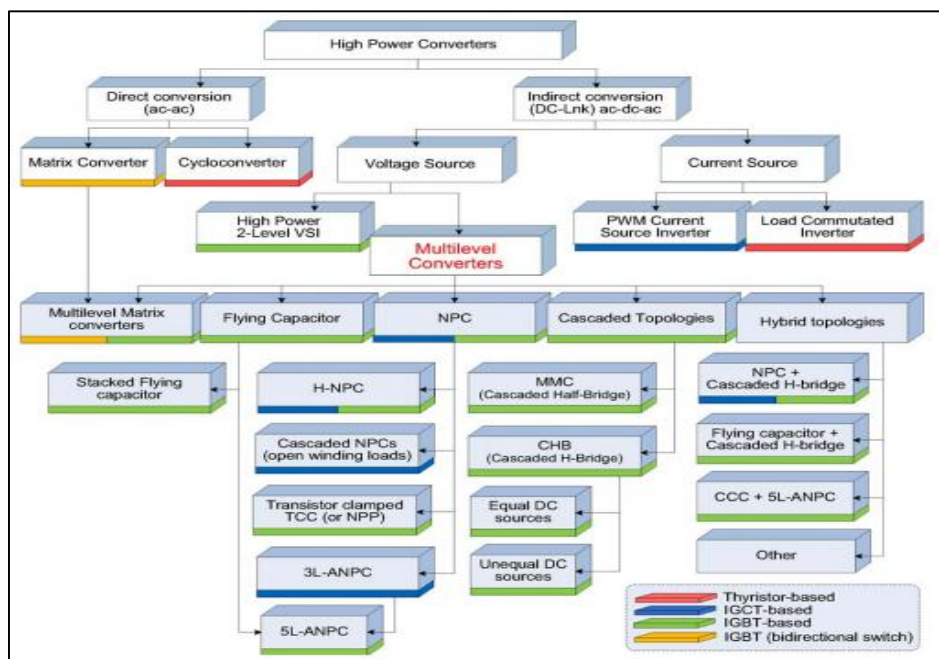 High Power Converters
Direct conversion
(ac-ac)
Indirect conversion
(DC-Lnk) ac-dc-ac
Matrix Converter
Cycloconverter
Voltage Source
Current Source
High Power
2-Level VSI
Multilevel
Converters
PWM Current
Source Inverter
Load Commutated
Inverter
Multilevel Matrix
converters
Flying Capacitor
NPC
Cascaded Topologies
Hybrid topologies
Stacked Flying
capacitor
H-NPC
MMC
(Cascaded Half-Bridge)
NPC +
Cascaded H-bridge
Cascaded NPCs
(open winding loads)
CHB
(Cascaded H-Bridge)
Flying capacitor +
Cascaded H-bridge
Transistor clamped
TCC (or NPP)
Equal DC
sources
CCC + 5L-ANPC
3L-ANPC
Unequal DC
sources
Other
5L-ANPC
Thyristor-based
IGCT-based
IGBT-based
IGBT (bidirectional switch)